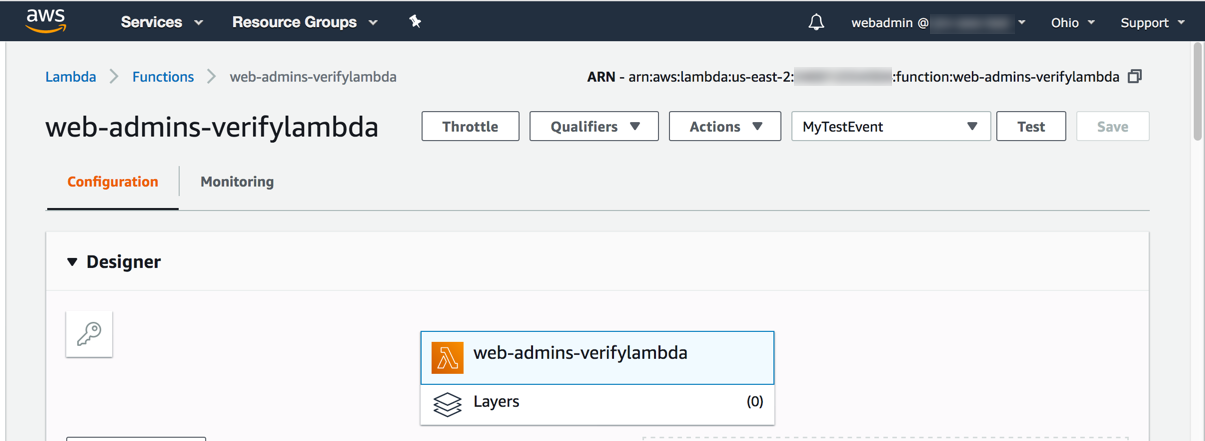 aws Services Resource Groups webadmin @ Ohio Support
Lambda Functions web-admins-verifylambda ARN - arn:aws:lambda:us-east-2: :function:web-admins-verifylambda
web-admins-verifylambda Throttle Qualifiers Actions MyTestEvent Test Save
Configuration Monitoring
Designer
web-admins-verifylambda
Layers (0)